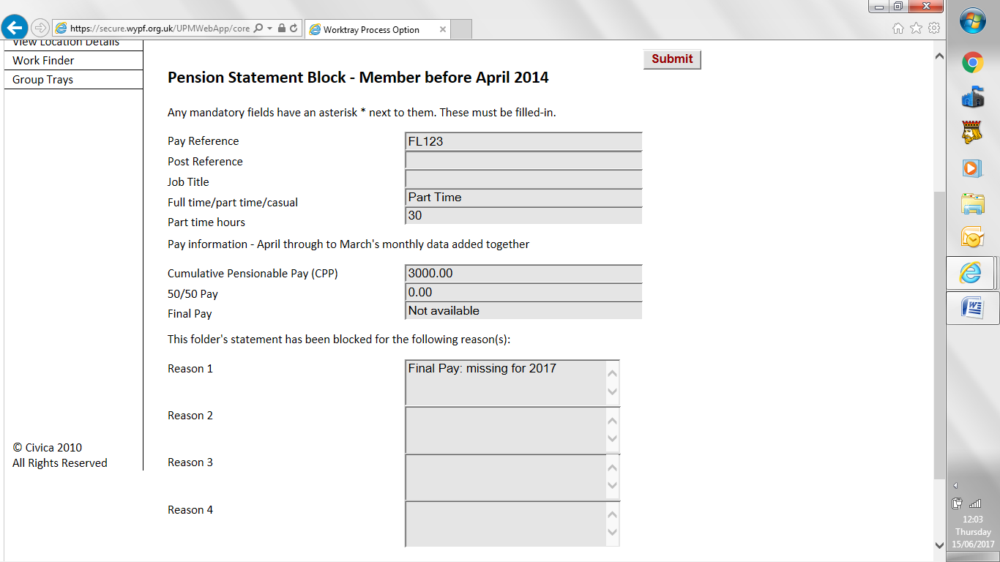 https://secure.wypf.org.uk/UPMWebApp/core
Worktray Process Option
View Location Details
Work Finder
Group Trays
Submit
Pension Statement Block - Member before April 2014
Any mandatory fields have an asterisk * next to them. These must be filled-in.
Pay Reference FL123
Post Reference
Job Title
Full time/part time/casual Part Time
Part time hours 30
Pay information - April through to March's monthly data added together
Cumulative Pensionable Pay (CPP) 3000.00
50/50 Pay 0.00
Final Pay Not available
This folder's statement has been blocked for the following reason(s):
Reason 1 Final Pay: missing for 2017
Reason 2
Reason 3
Reason 4
© Civica 2010
All Rights Reserved
12:03
Thursday
15/06/2017